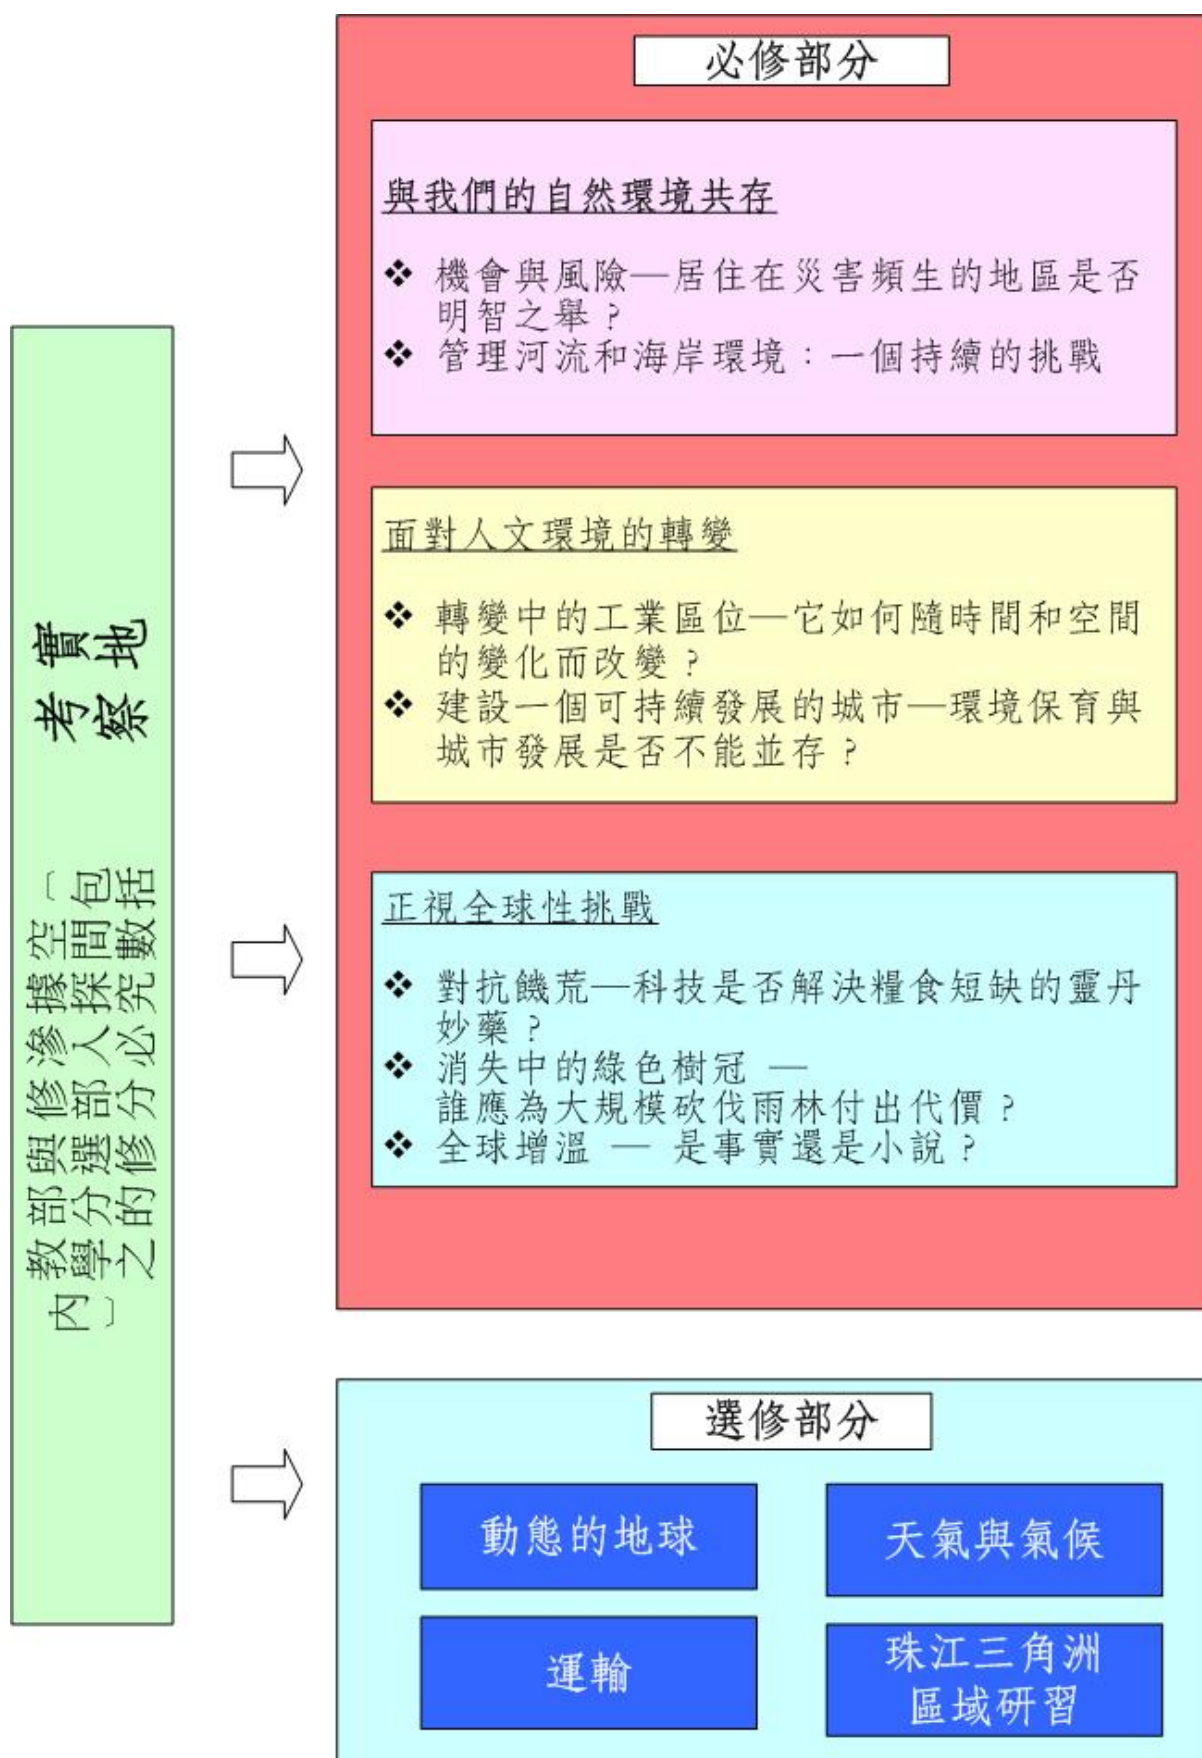 實地
考察
〔包括
空間數
據探究
滲入必
修部分
與選修
部分的
教學之
內〕
必修部分
與我們的自然環境共存
❖ 機會與風險—居住在災害頻生的地區是否
明智之舉？
❖ 管理河流和海岸環境：一個持續的挑戰
面對人文環境的轉變
❖ 轉變中的工業區位—它如何隨時間和空間
的變化而改變？
❖ 建設一個可持續發展的城市—環境保育與
城市發展是否不能並存？
正視全球性挑戰
❖ 對抗饑荒—科技是否解決糧食短缺的靈丹
妙藥？
❖ 消失中的綠色樹冠 —
誰應為大規模砍伐雨林付出代價？
❖ 全球增溫 — 是事實還是小說？
選修部分
動態的地球
天氣與氣候
運輸
珠江三角洲
區域研習